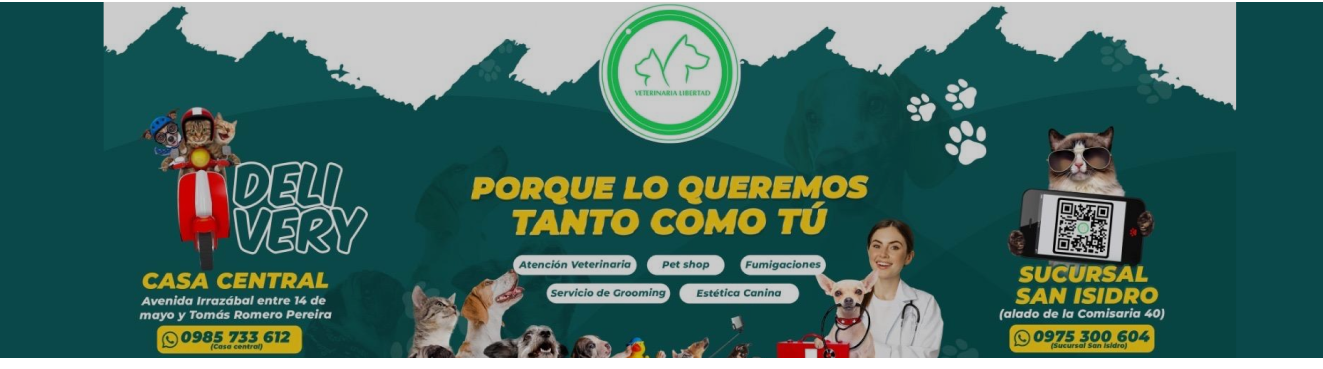 VETERINARIA LIBERTAD
DELI
VERY
CASA CENTRAL
Avenida Irrazábal entre 14 de
mayo y Tomás Romero Pereira
0985 733 612
(Casa central)
PORQUE LO QUEREMOS
TANTO COMO TÚ
Atención Veterinaria
Pet shop
Fumigaciones
Servicio de Grooming
Estética Canina
SUCURSAL
SAN ISIDRO
(alado de la Comisaria 40)
0975 300 604
(Sucursal San Isidro)